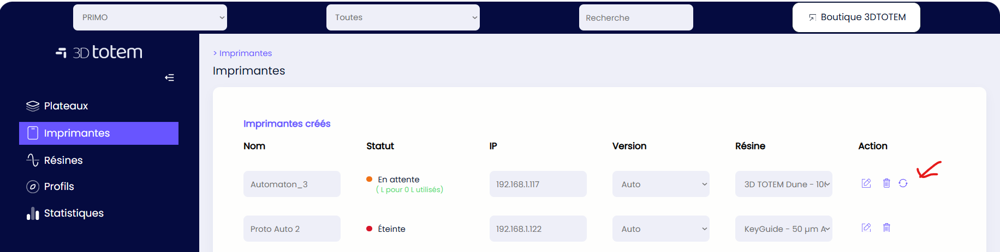 PRIMO
Toutes
Recherche
Boutique 3DTOTEM
3D totem
Plateaux
Imprimantes
Résines
Profils
Statistiques
> Imprimantes
Imprimantes
Imprimantes créés
Nom Statut IP Version Résine Action
Automaton_3 En attente 192.168.1.117 Auto 3D TOTEM Dune -
( L pour 0 L utilisés)
Proto Auto 2 Éteinte 192.168.1.122 Auto KeyGuide - 50 µm